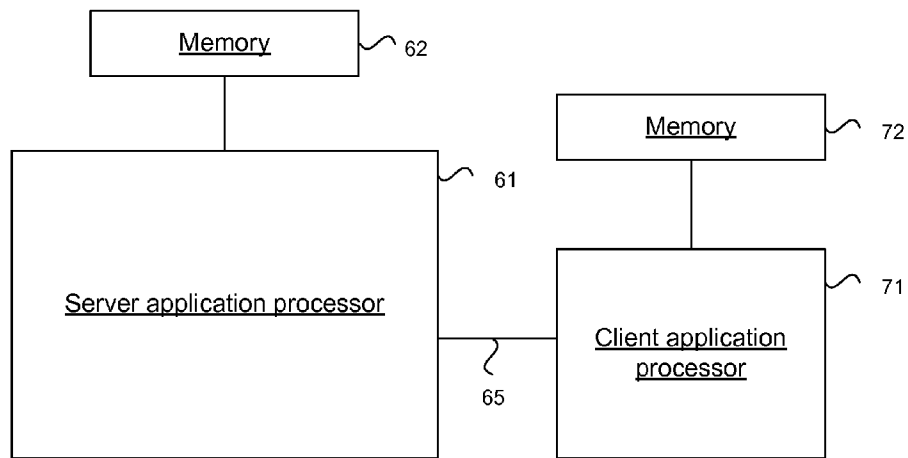 Memory
62
Memory
72
61
Server application processor
71
Client application
processor
65